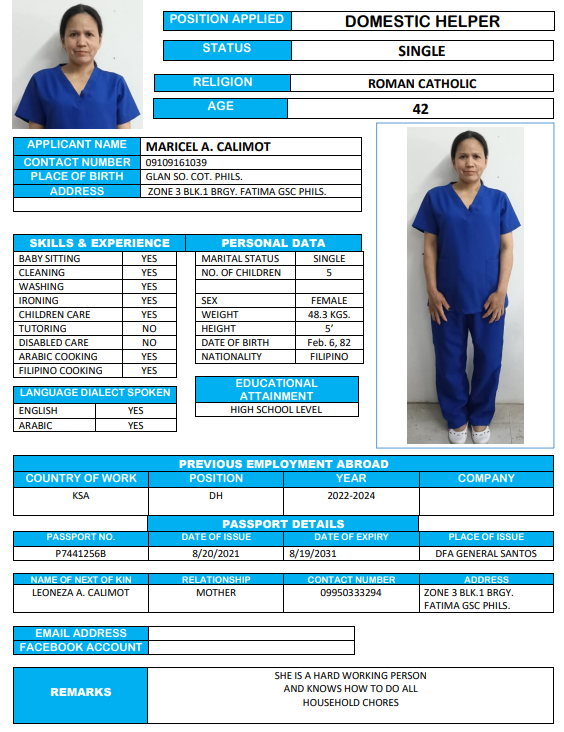 POSITION APPLIED DOMESTIC HELPER
STATUS SINGLE
RELIGION ROMAN CATHOLIC
AGE 42
APPLICANT NAME MARICEL A. CALIMOT
CONTACT NUMBER 09109161039
PLACE OF BIRTH GLAN SO. COT. PHILS.
ADDRESS ZONE 3 BLK.1 BRGY. FATIMA GSC PHILS.
SKILLS & EXPERIENCE PERSONAL DATA
BABY SITTING YES MARITAL STATUS SINGLE
CLEANING YES NO. OF CHILDREN 5
WASHING YES
IRONING YES SEX FEMALE
CHILDREN CARE YES WEIGHT 48.3 KGS.
TUTORING NO HEIGHT 5’
DISABLED CARE NO DATE OF BIRTH Feb. 6, 82
ARABIC COOKING YES NATIONALITY FILIPINO
FILIPINO COOKING YES
LANGUAGE DIALECT SPOKEN
ENGLISH YES
ARABIC YES
EDUCATIONAL
ATTAINMENT
HIGH SCHOOL LEVEL
PREVIOUS EMPLOYMENT ABROAD
COUNTRY OF WORK POSITION YEAR COMPANY
KSA DH 2022-2024
PASSPORT DETAILS
PASSPORT NO. DATE OF ISSUE DATE OF EXPIRY PLACE OF ISSUE
P7441256B 8/20/2021 8/19/2031 DFA GENERAL SANTOS
NAME OF NEXT OF KIN RELATIONSHIP CONTACT NUMBER ADDRESS
LEONEZA A. CALIMOT MOTHER 09950333294 ZONE 3 BLK.1 BRGY.
FATIMA GSC PHILS.
EMAIL ADDRESS
FACEBOOK ACCOUNT
REMARKS
SHE IS A HARD WORKING PERSON
AND KNOWS HOW TO DO ALL
HOUSEHOLD CHORES